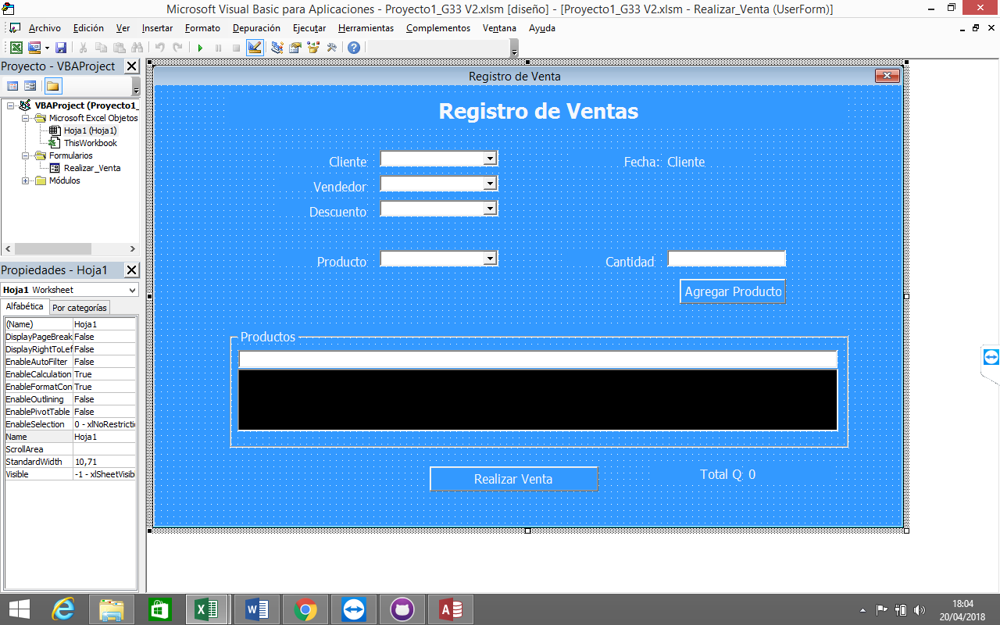 Microsoft Visual Basic para Aplicaciones - Proyecto1_G33 V2.xlsm [diseño] - [Proyecto1_G33 V2.xlsm - Realizar_Venta (UserForm)]
Archivo Edición Ver Insertar Formato Depuración Ejecutar Herramientas Complementos Ventana Ayuda
Proyecto - VBAProject
VBAProject (Proyecto1_
Microsoft Excel Objetos
Hoja1 (Hoja1)
ThisWorkbook
Formularios
Realizar_Venta
Módulos
Propiedades - Hoja1
Hoja1 Worksheet
Alfabética Por categorías
(Name) Hoja1
DisplayPageBreak False
DisplayRightToLef False
EnableAutoFilter False
EnableCalculation True
EnableFormatCon True
EnableOutlining False
EnablePivotTable False
EnableSelection 0 - xlNoRestrictio
Name Hoja1
ScrollArea
StandardWidth 10,71
Visible -1 - xlSheetVisibl
Registro de Venta
Registro de Ventas
Cliente Fecha: Cliente
Vendedor
Descuento
Producto Cantidad
Agregar Producto
Productos
Realizar Venta Total Q 0
18:04
20/04/2018